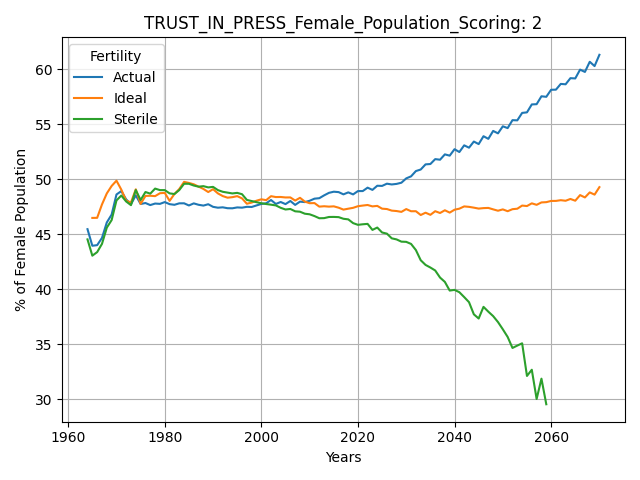 TRUST_IN_PRESS_Female_Population_Scoring: 2
Fertility
Actual
Ideal
Sterile
% of Female Population
60
55
50
45
40
35
30
1960 1980 2000 2020 2040 2060
Years